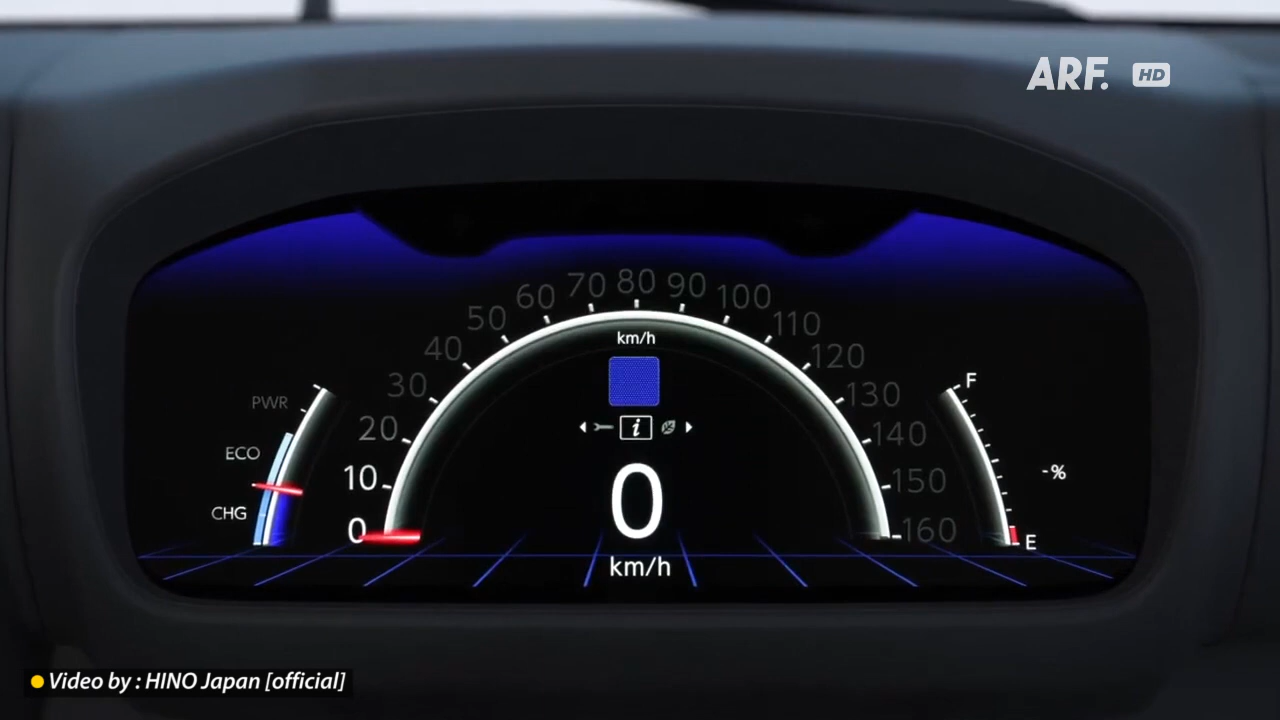 ARF. HD
80
70 90
60 100
50 110
km/h
40 120
30 130
F
PWR
i
20 140
ECO
-%
10 150
CHG
0
0 160
E
km/h
Video by : HINO Japan [official]